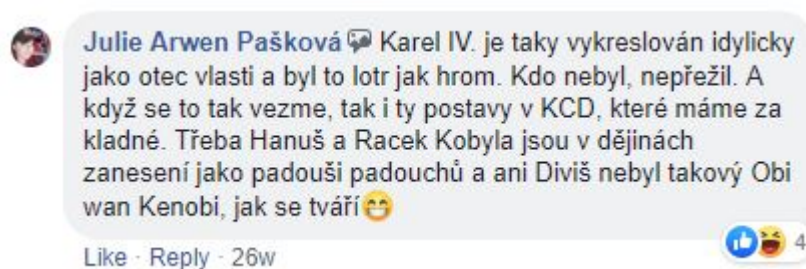 Julie Arwen Pašková Karel IV. je taky vykreslován idylicky
jako otec vlasti a byl to lotr jak hrom. Kdo nebyl, nepřežil. A
když se to tak vezme, tak i ty postavy v KCD, které máme za
kladné. Třeba Hanuš a Racek Kobyla jsou v dějinách
zanesení jako padouši padouchů a ani Diviš nebyl takový Obi
wan Kenobi, jak se tváří😁
4
Like · Reply · 26w